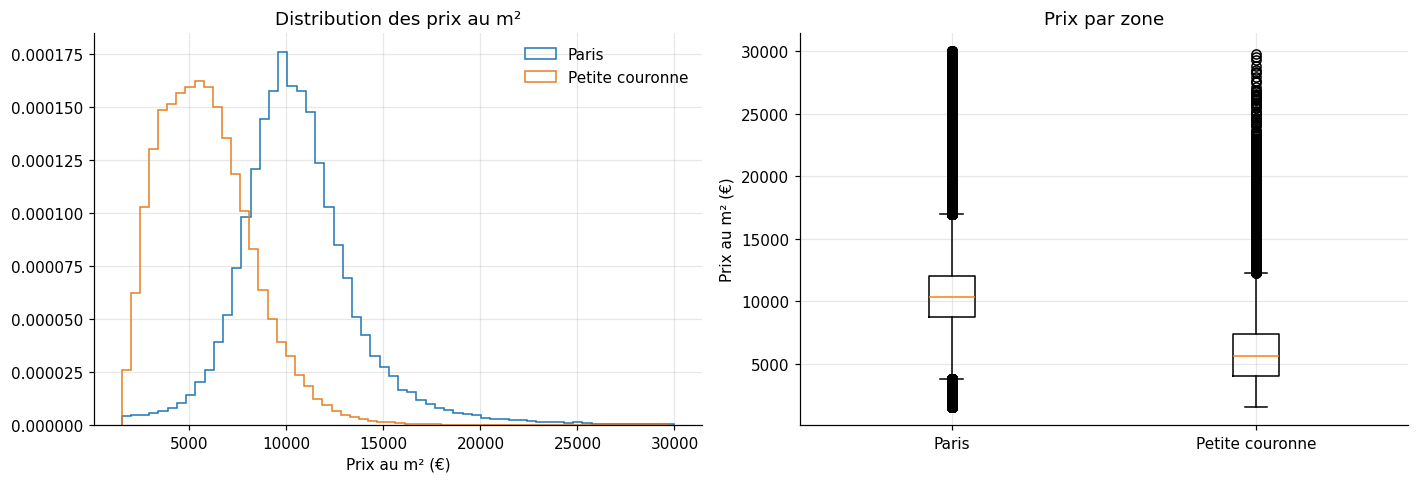 Distribution des prix au m²
0.000175
0.000150
0.000125
0.000100
0.000075
0.000050
0.000025
0.000000
Paris
Petite couronne
5000
10000
15000
20000
25000
30000
Prix au m² (€)
Prix par zone
Prix au m² (€)
30000
25000
20000
15000
10000
5000
Paris
Petite couronne